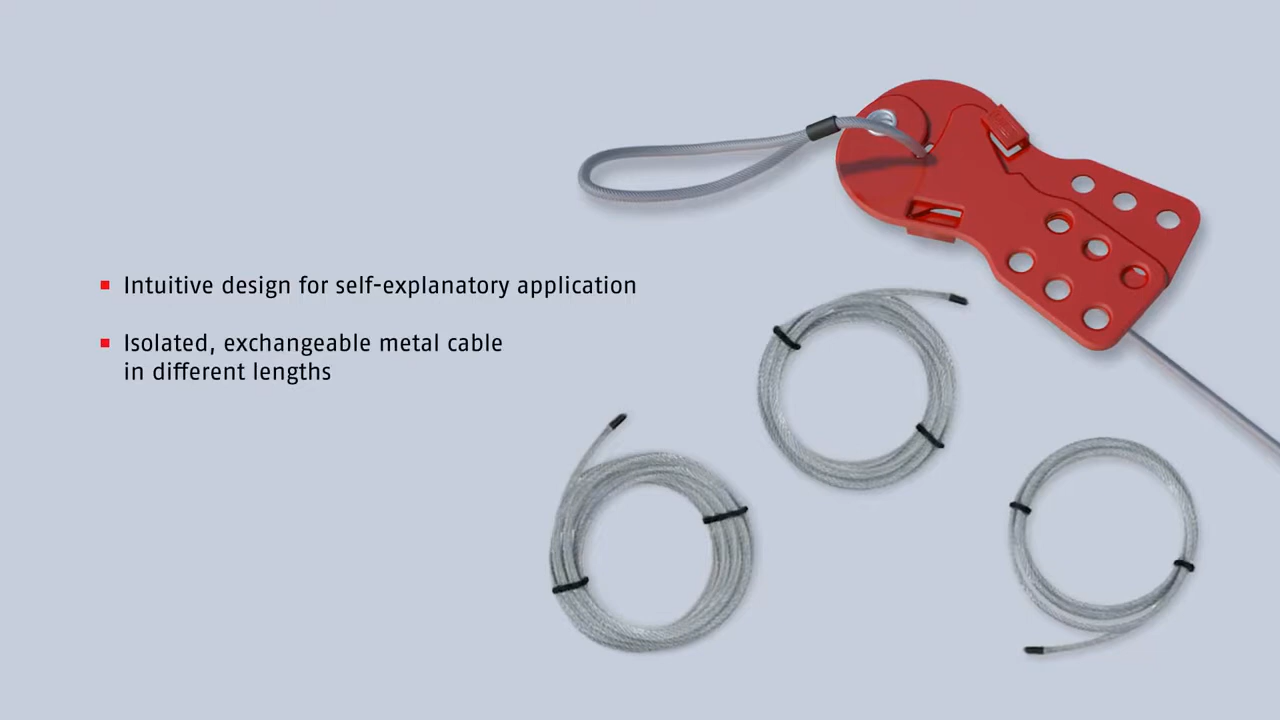 Intuitive design for self-explanatory application
Isolated, exchangeable metal cable
in different lengths